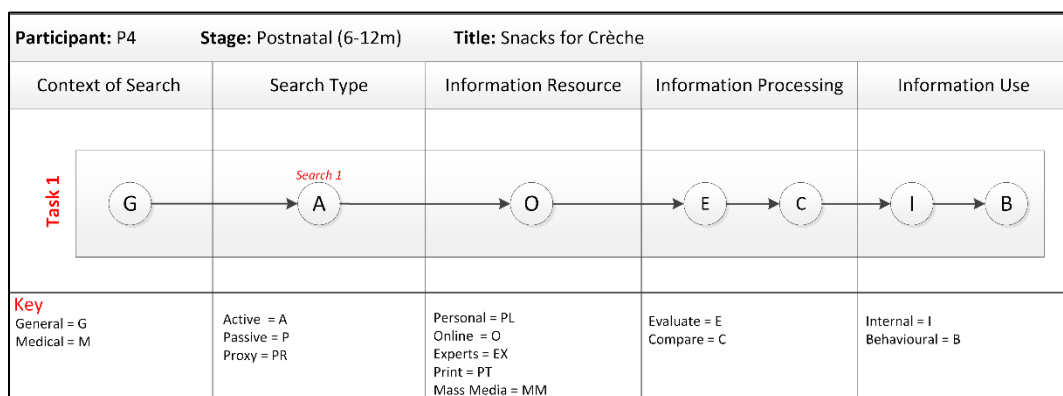 Participant: P4 Stage: Postnatal (6-12m) Title: Snacks for Crèche
Context of Search Search Type Information Resource Information Processing Information Use
Task 1
Search 1
G A O E C I B
Key
General = G
Medical = M
Active = A
Passive = P
Proxy = PR
Personal = PL
Online = O
Experts = EX
Print = PT
Mass Media = MM
Evaluate = E
Compare = C
Internal = I
Behavioural = B